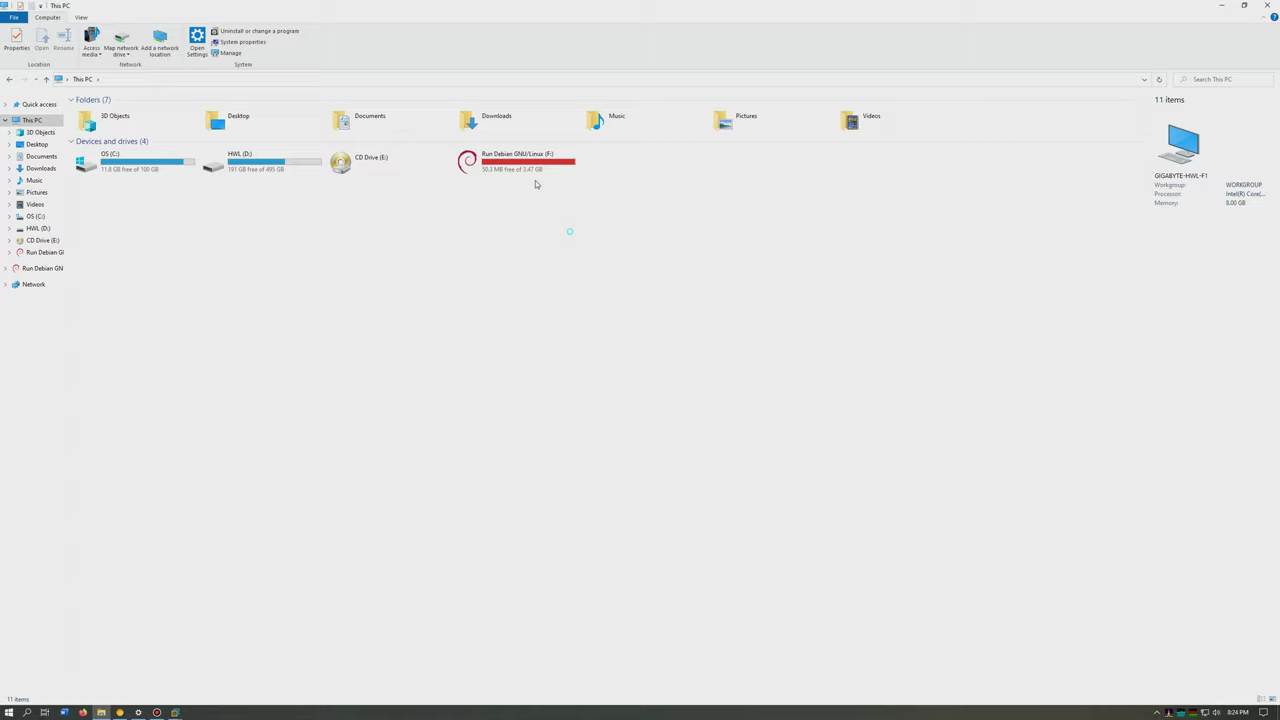 This PC
File
Computer
View
Properties
Open
Rename
Access media
Map network drive
Add a network location
Open Settings
Uninstall or change a program
System properties
Manage
Location
Network
System
This PC
Search This PC
Quick access
This PC
3D Objects
Desktop
Documents
Downloads
Music
Pictures
Videos
OS (C:)
HWL (D:)
CD Drive (E:)
Run Debian GI
Run Debian GN
Network
Folders (7)
3D Objects
Desktop
Documents
Downloads
Music
Pictures
Videos
Devices and drives (4)
OS (C:)
11.8 GB free of 100 GB
HWL (D:)
191 GB free of 495 GB
CD Drive (E:)
Run Debian GNU/Linux (F:)
50.3 MB free of 3.47 GB
11 items
GIGABYTE-HWL-F1
Workgroup: WORKGROUP
Processor: Intel(R) Core(...
Memory: 8.00 GB
11 items
8:24 PM